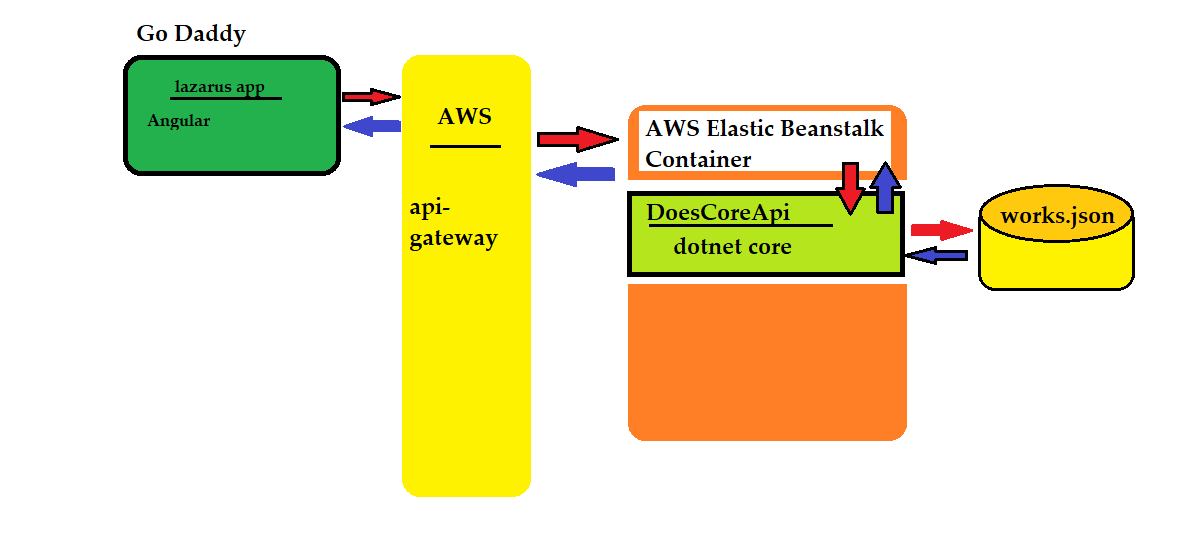 Go Daddy
lazarus app
Angular
AWS
api-
gateway
AWS Elastic Beanstalk
Container
DoesCoreApi
dotnet core
works.json